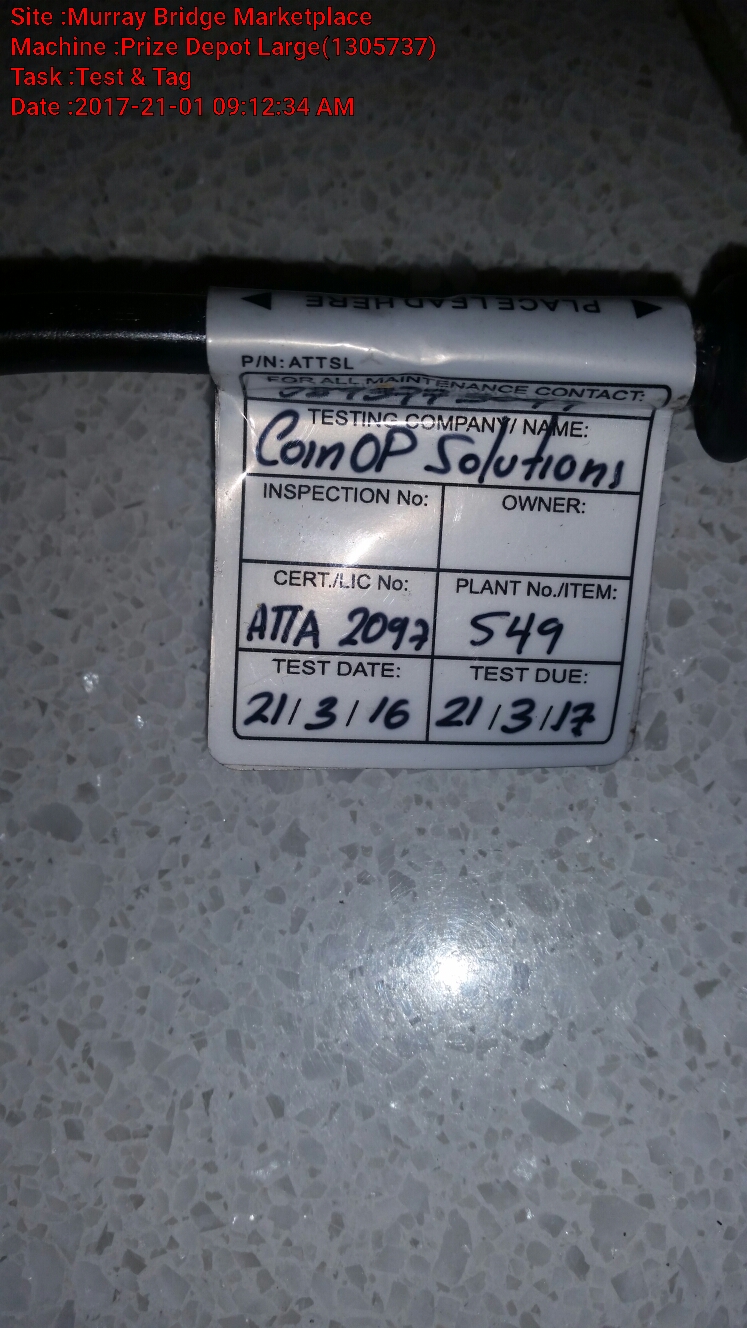 Site :Murray Bridge Marketplace
Machine :Prize Depot Large(1305737)
Task :Test & Tag
Date :2017-21-01 09:12:34 AM
PLACE LEAD HERE
P/N: ATTSL
FOR ALL MAINTENANCE CONTACT:
TESTING COMPANY/ NAME:
CoinOP Solutions
INSPECTION No: OWNER:
CERT./LIC No: PLANT No./ITEM:
ATTA 2097 549
TEST DATE: TEST DUE:
21/3/16 21/3/17